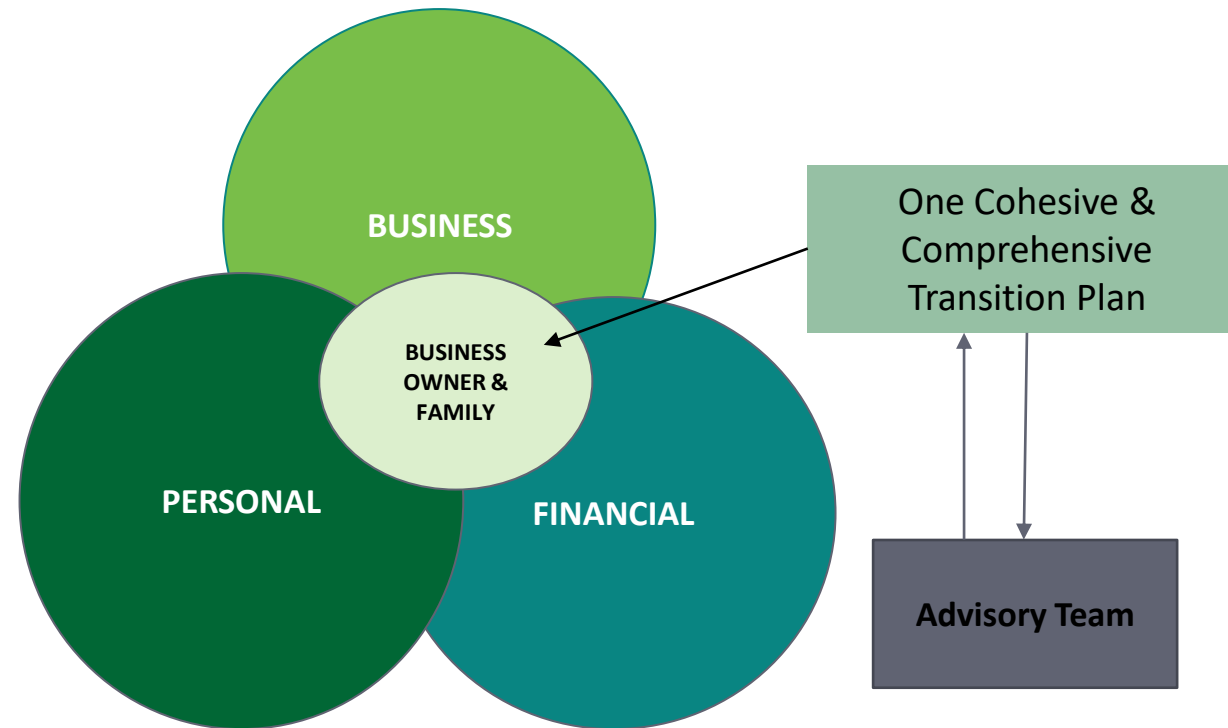 BUSINESS
BUSINESS
OWNER &
FAMILY
PERSONAL
FINANCIAL
One Cohesive &
Comprehensive
Transition Plan
Advisory Team